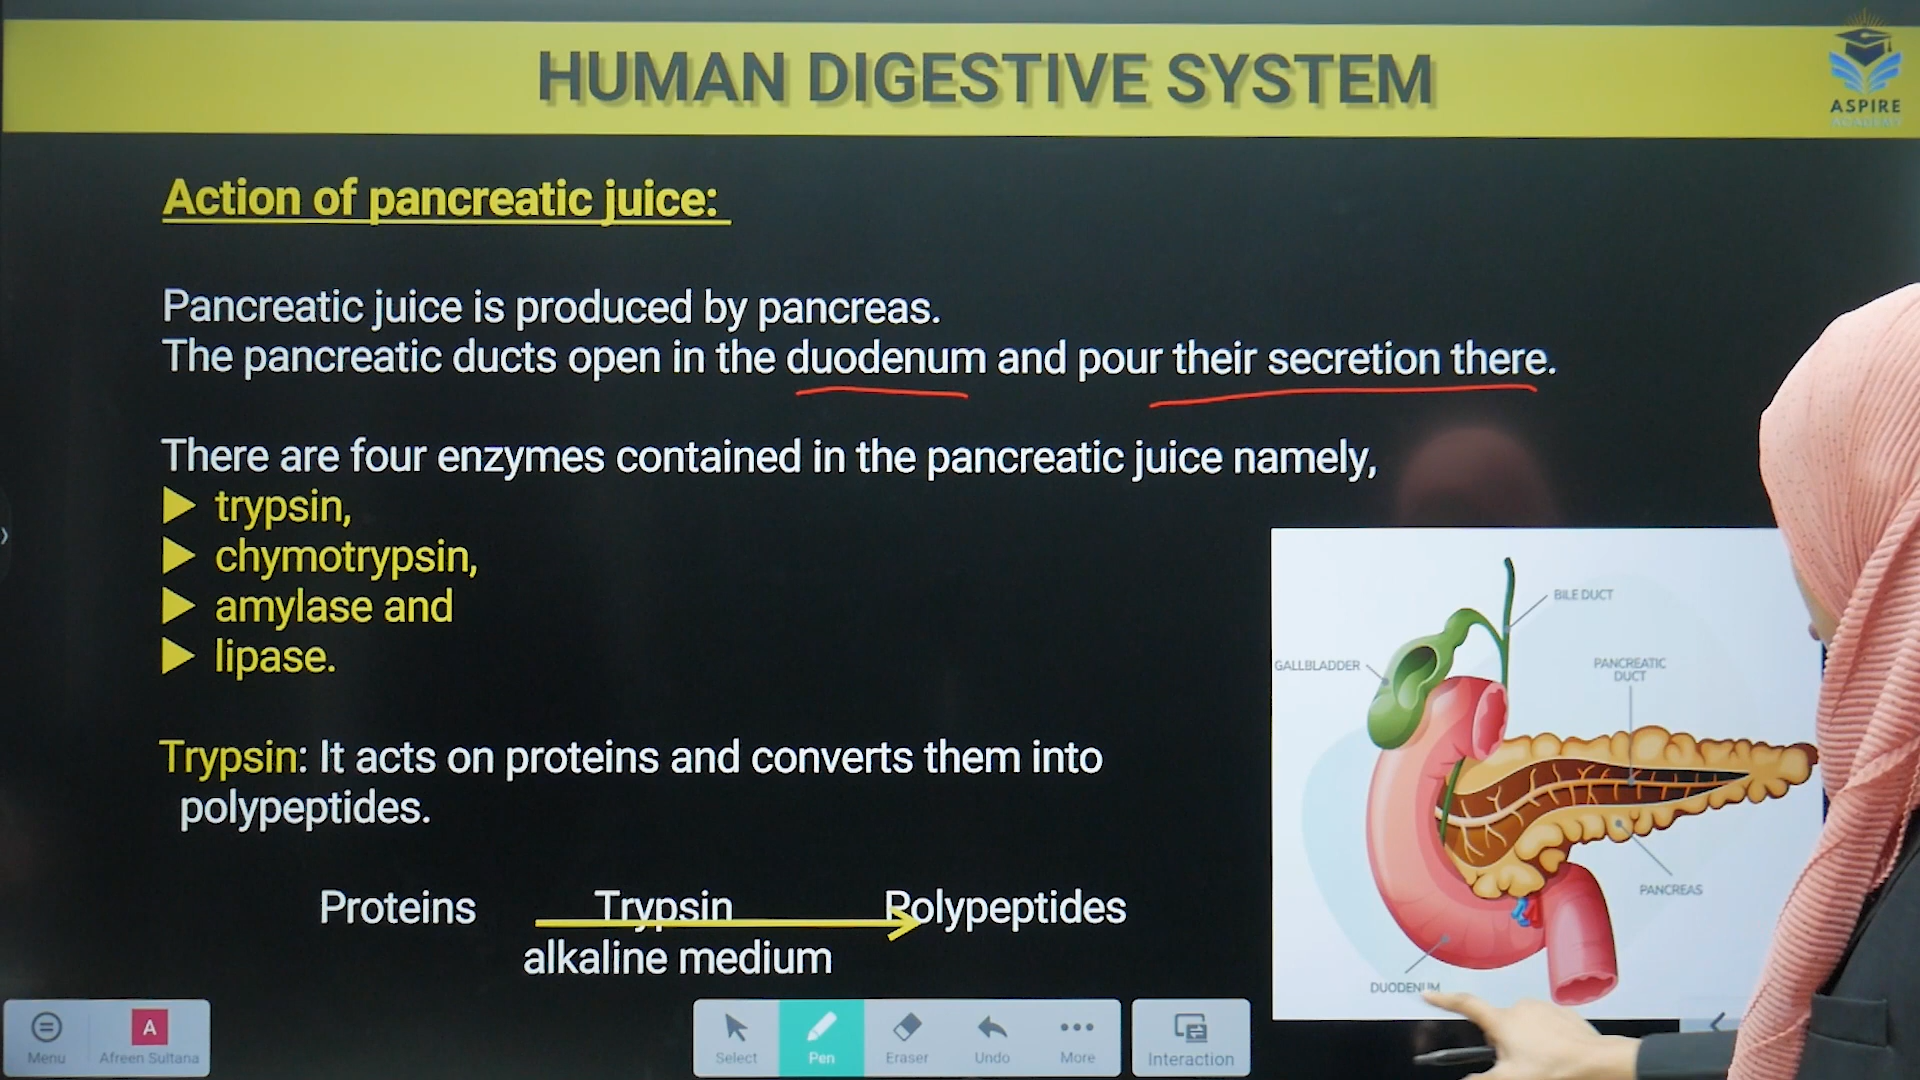 HUMAN DIGESTIVE SYSTEM
ASPIRE
ACADEMY
Action of pancreatic juice:
Pancreatic juice is produced by pancreas.
The pancreatic ducts open in the duodenum and pour their secretion there.
There are four enzymes contained in the pancreatic juice namely,
trypsin,
chymotrypsin,
amylase and
lipase.
Trypsin: It acts on proteins and converts them into
polypeptides.
Proteins Trypsin Polypeptides
alkaline medium
BILE DUCT
GALLBLADDER
PANCREATIC
DUCT
PANCREAS
DUODENUM
Menu
A
Afreen Sultana
Select
Pen
Eraser
Undo
More
Interaction